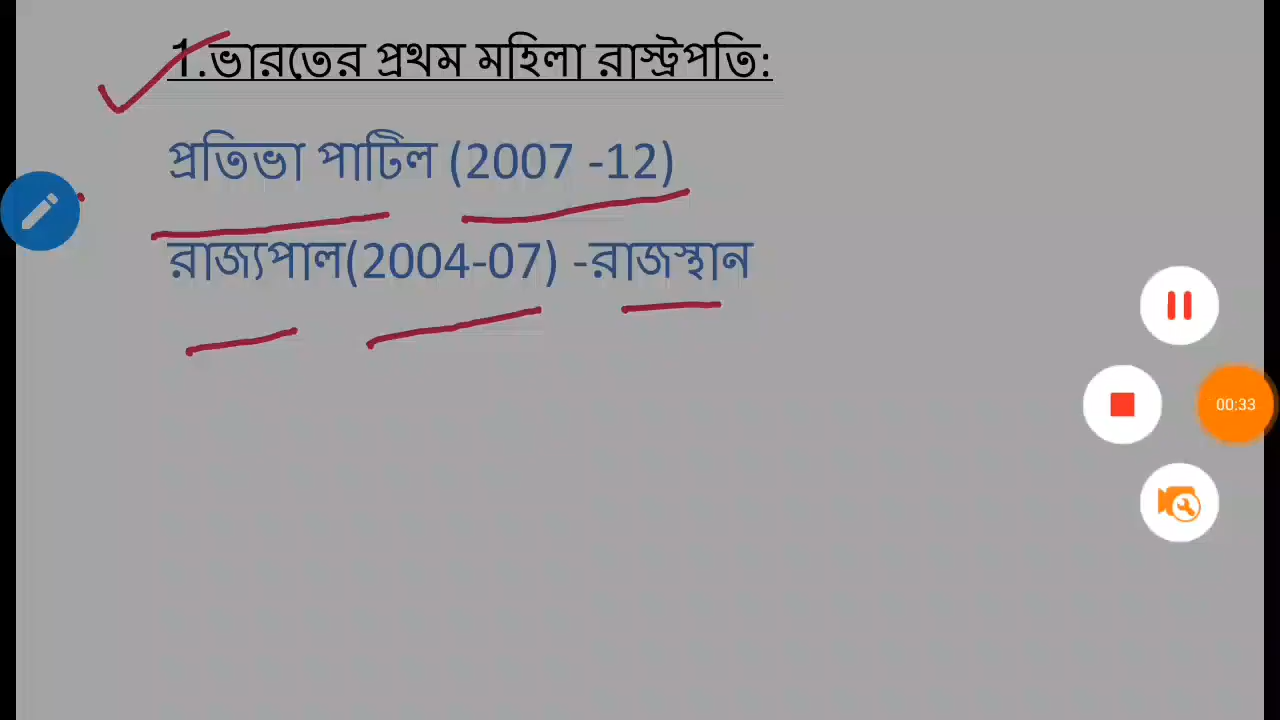 1.ভারতের প্রথম মহিলা রাস্ট্রপতি:
প্রতিভা পাটিল (2007 -12)
রাজ্যপাল(2004-07) -রাজস্থান
00:33